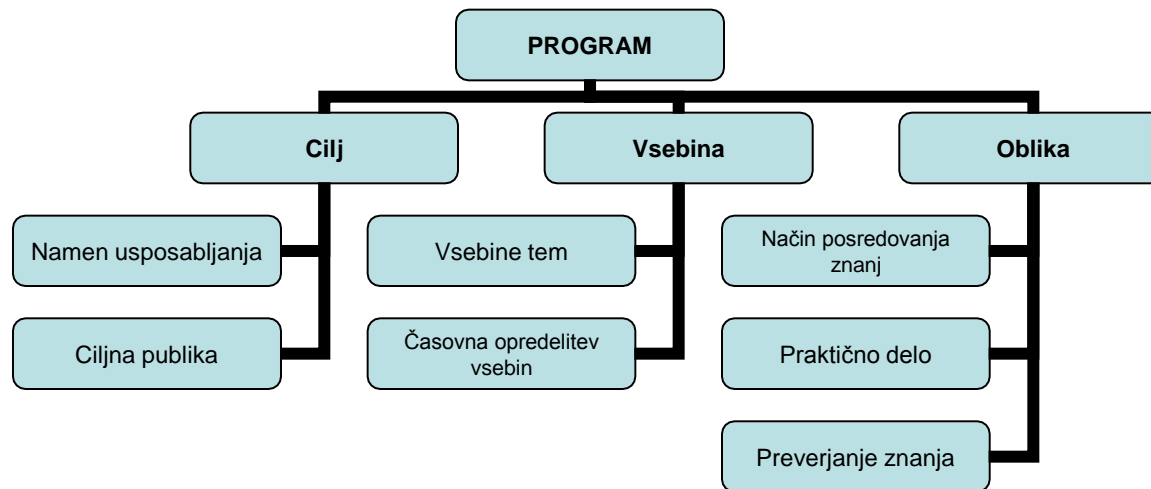 PROGRAM
Cilj
Vsebina
Oblika
Namen usposabljanja
Vsebine tem
Način posredovanja
znanj
Ciljna publika
Časovna opredelitev
vsebin
Praktično delo
Preverjanje znanja